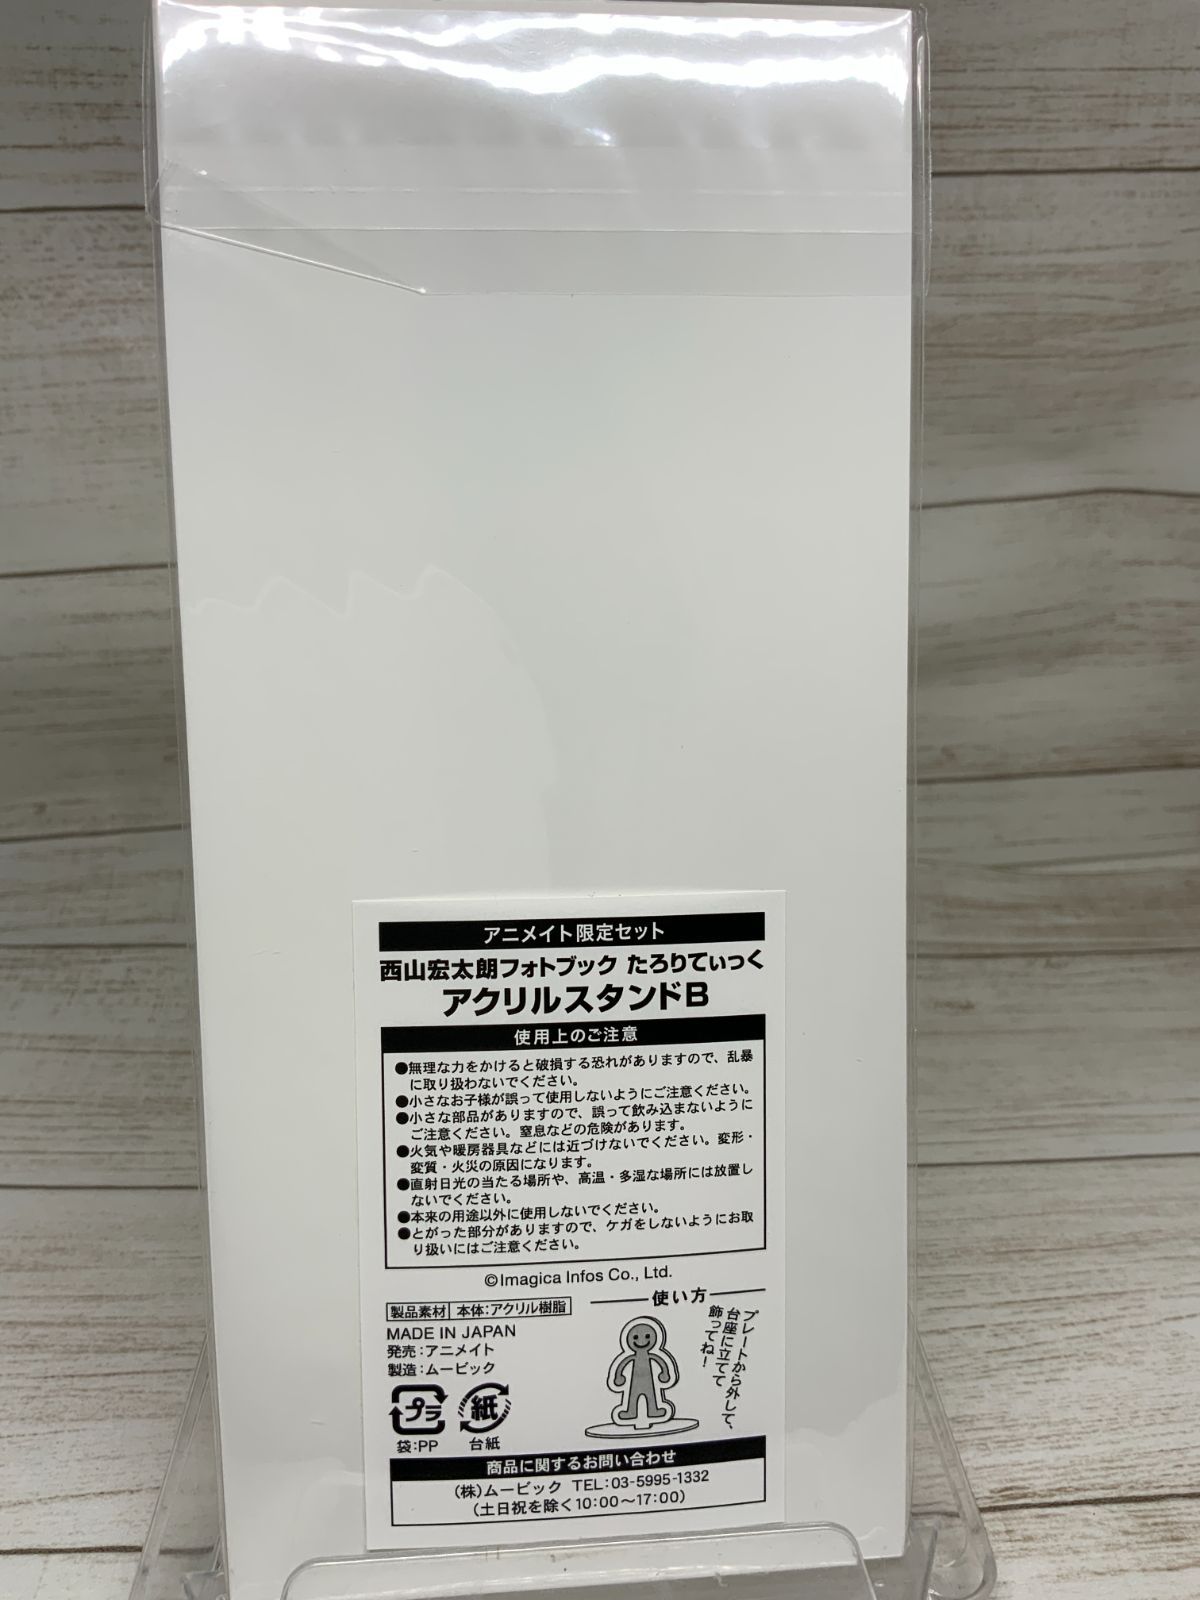 アニメイト限定セット
西山宏太朗フォトブック たろりてぃっく
アクリルスタンドB
使用上のご注意
●無理な力をかけると破損する恐れがありますので、乱暴
に取り扱わないでください。
●小さなお子様が誤って使用しないようにご注意ください。
●小さな部品がありますので、誤って飲み込まないように
ご注意ください。窒息などの危険があります。
●火気や暖房器具などには近づけないでください。変形・
変質・火災の原因になります。
●直射日光の当たる場所や、高温・多湿な場所には放置し
ないでください。
●本来の用途以外に使用しないでください。
●とがった部分がありますので、ケガをしないようにお取
り扱いにはご注意ください。
©Imagica Infos Co., Ltd.
製品素材 本体:アクリル樹脂
MADE IN JAPAN
発売:アニメイト
製造:ムービック
プラ
袋:PP
紙
台紙
使い方
プレートから外して、
台座に立てて
飾ってね!
商品に関するお問い合わせ
(株)ムービック TEL:03-5995-1332
(土日祝を除く10:00～17:00)